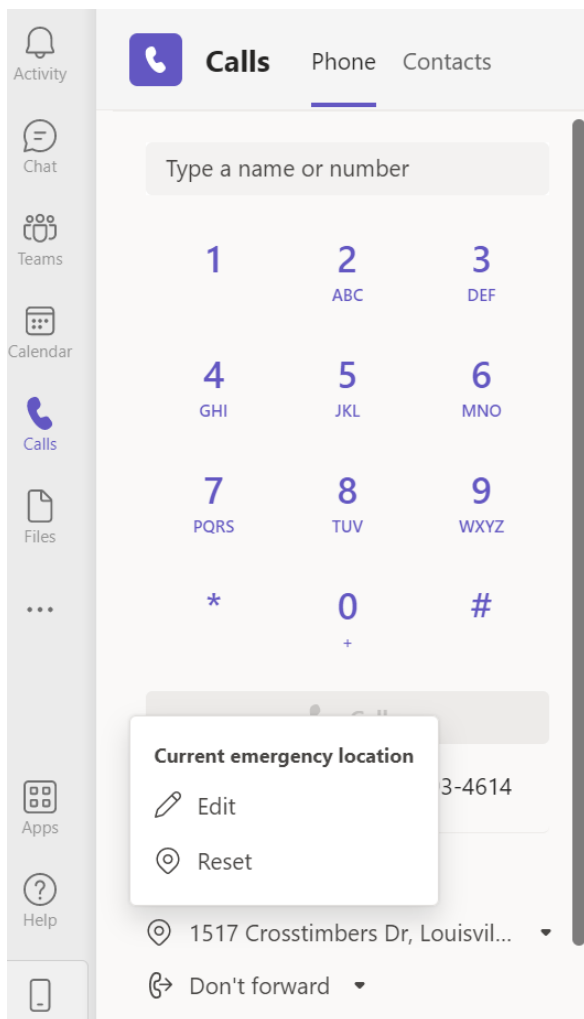 Activity
Chat
Teams
Calendar
Calls
Files
Apps
Help
Calls Phone Contacts
Type a name or number
1 2 3
ABC DEF
4 5 6
GHI JKL MNO
7 8 9
PQRS TUV WXYZ
* 0 #
+
Current emergency location
3-4614
Edit
Reset
1517 Crosstimbers Dr, Louisvil...
Don't forward